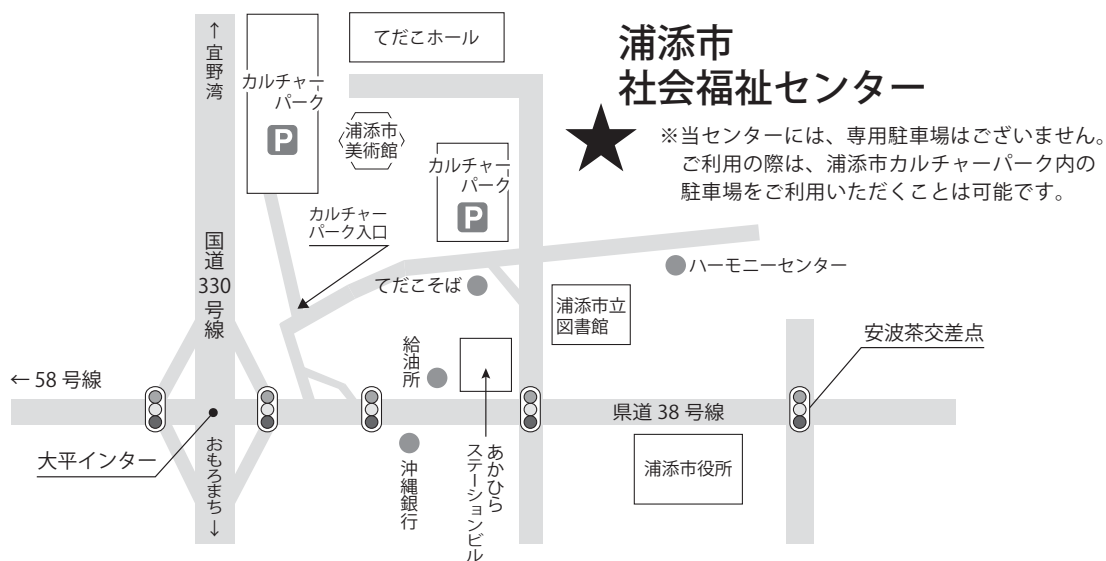 浦添市
社会福祉センター
※当センターには、専用駐車場はございません。
ご利用の際は、浦添市カルチャーパーク内の
駐車場をご利用いただくことは可能です。
↑宜野湾
カルチャー
パーク
P
てだこホール
浦添市
美術館
カルチャー
パーク
P
カルチャー
パーク入口
国道
330
号線
てだこそば
ハーモニーセンター
浦添市立
図書館
安波茶交差点
給油所
←58 号線
県道 38 号線
大平インター
おもろまち↓
沖縄銀行
あかひら
ステーションビル
浦添市役所